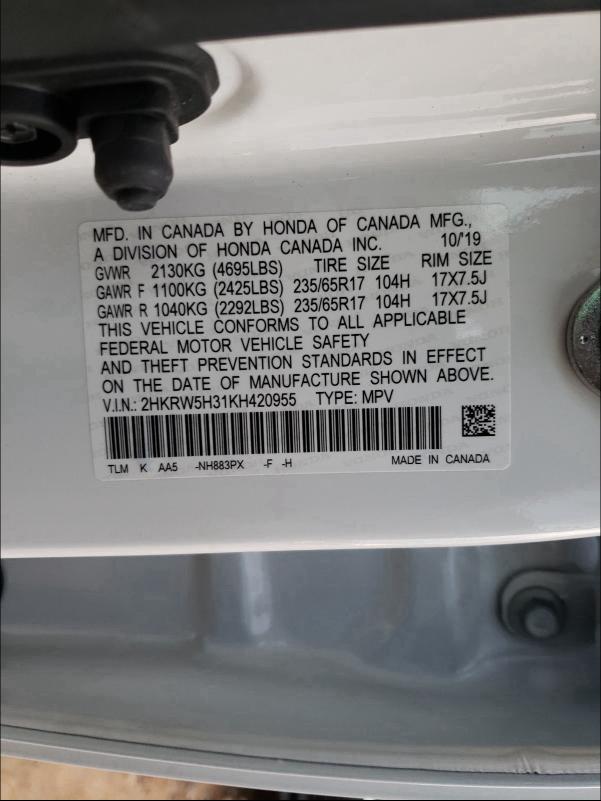 MFD. IN CANADA BY HONDA OF CANADA MFG.,
A DIVISION OF HONDA CANADA INC. 10/'19
GVWR 2130KG (4695LBS) TIRE SIZE RIM SIZE
GAWR F 1100KG (2425LBS) 235/65R17 104H 17X7.5J
GAWR R 1040KG (2292LBS) 235/65R17 104H 17X7.5J
THIS VEHICLE CONFORMS TO ALL APPLICABLE
FEDERAL MOTOR VEHICLE SAFETY
AND THEFT PREVENTION STANDARDS IN EFFECT
ON THE DATE OF MANUFACTURE SHOWN ABOVE.
V.I.N.: 2HKRW5H31KH420955 TYPE: MPV
TLM K AA5 -NH883PX -F -H MADE IN CANADA